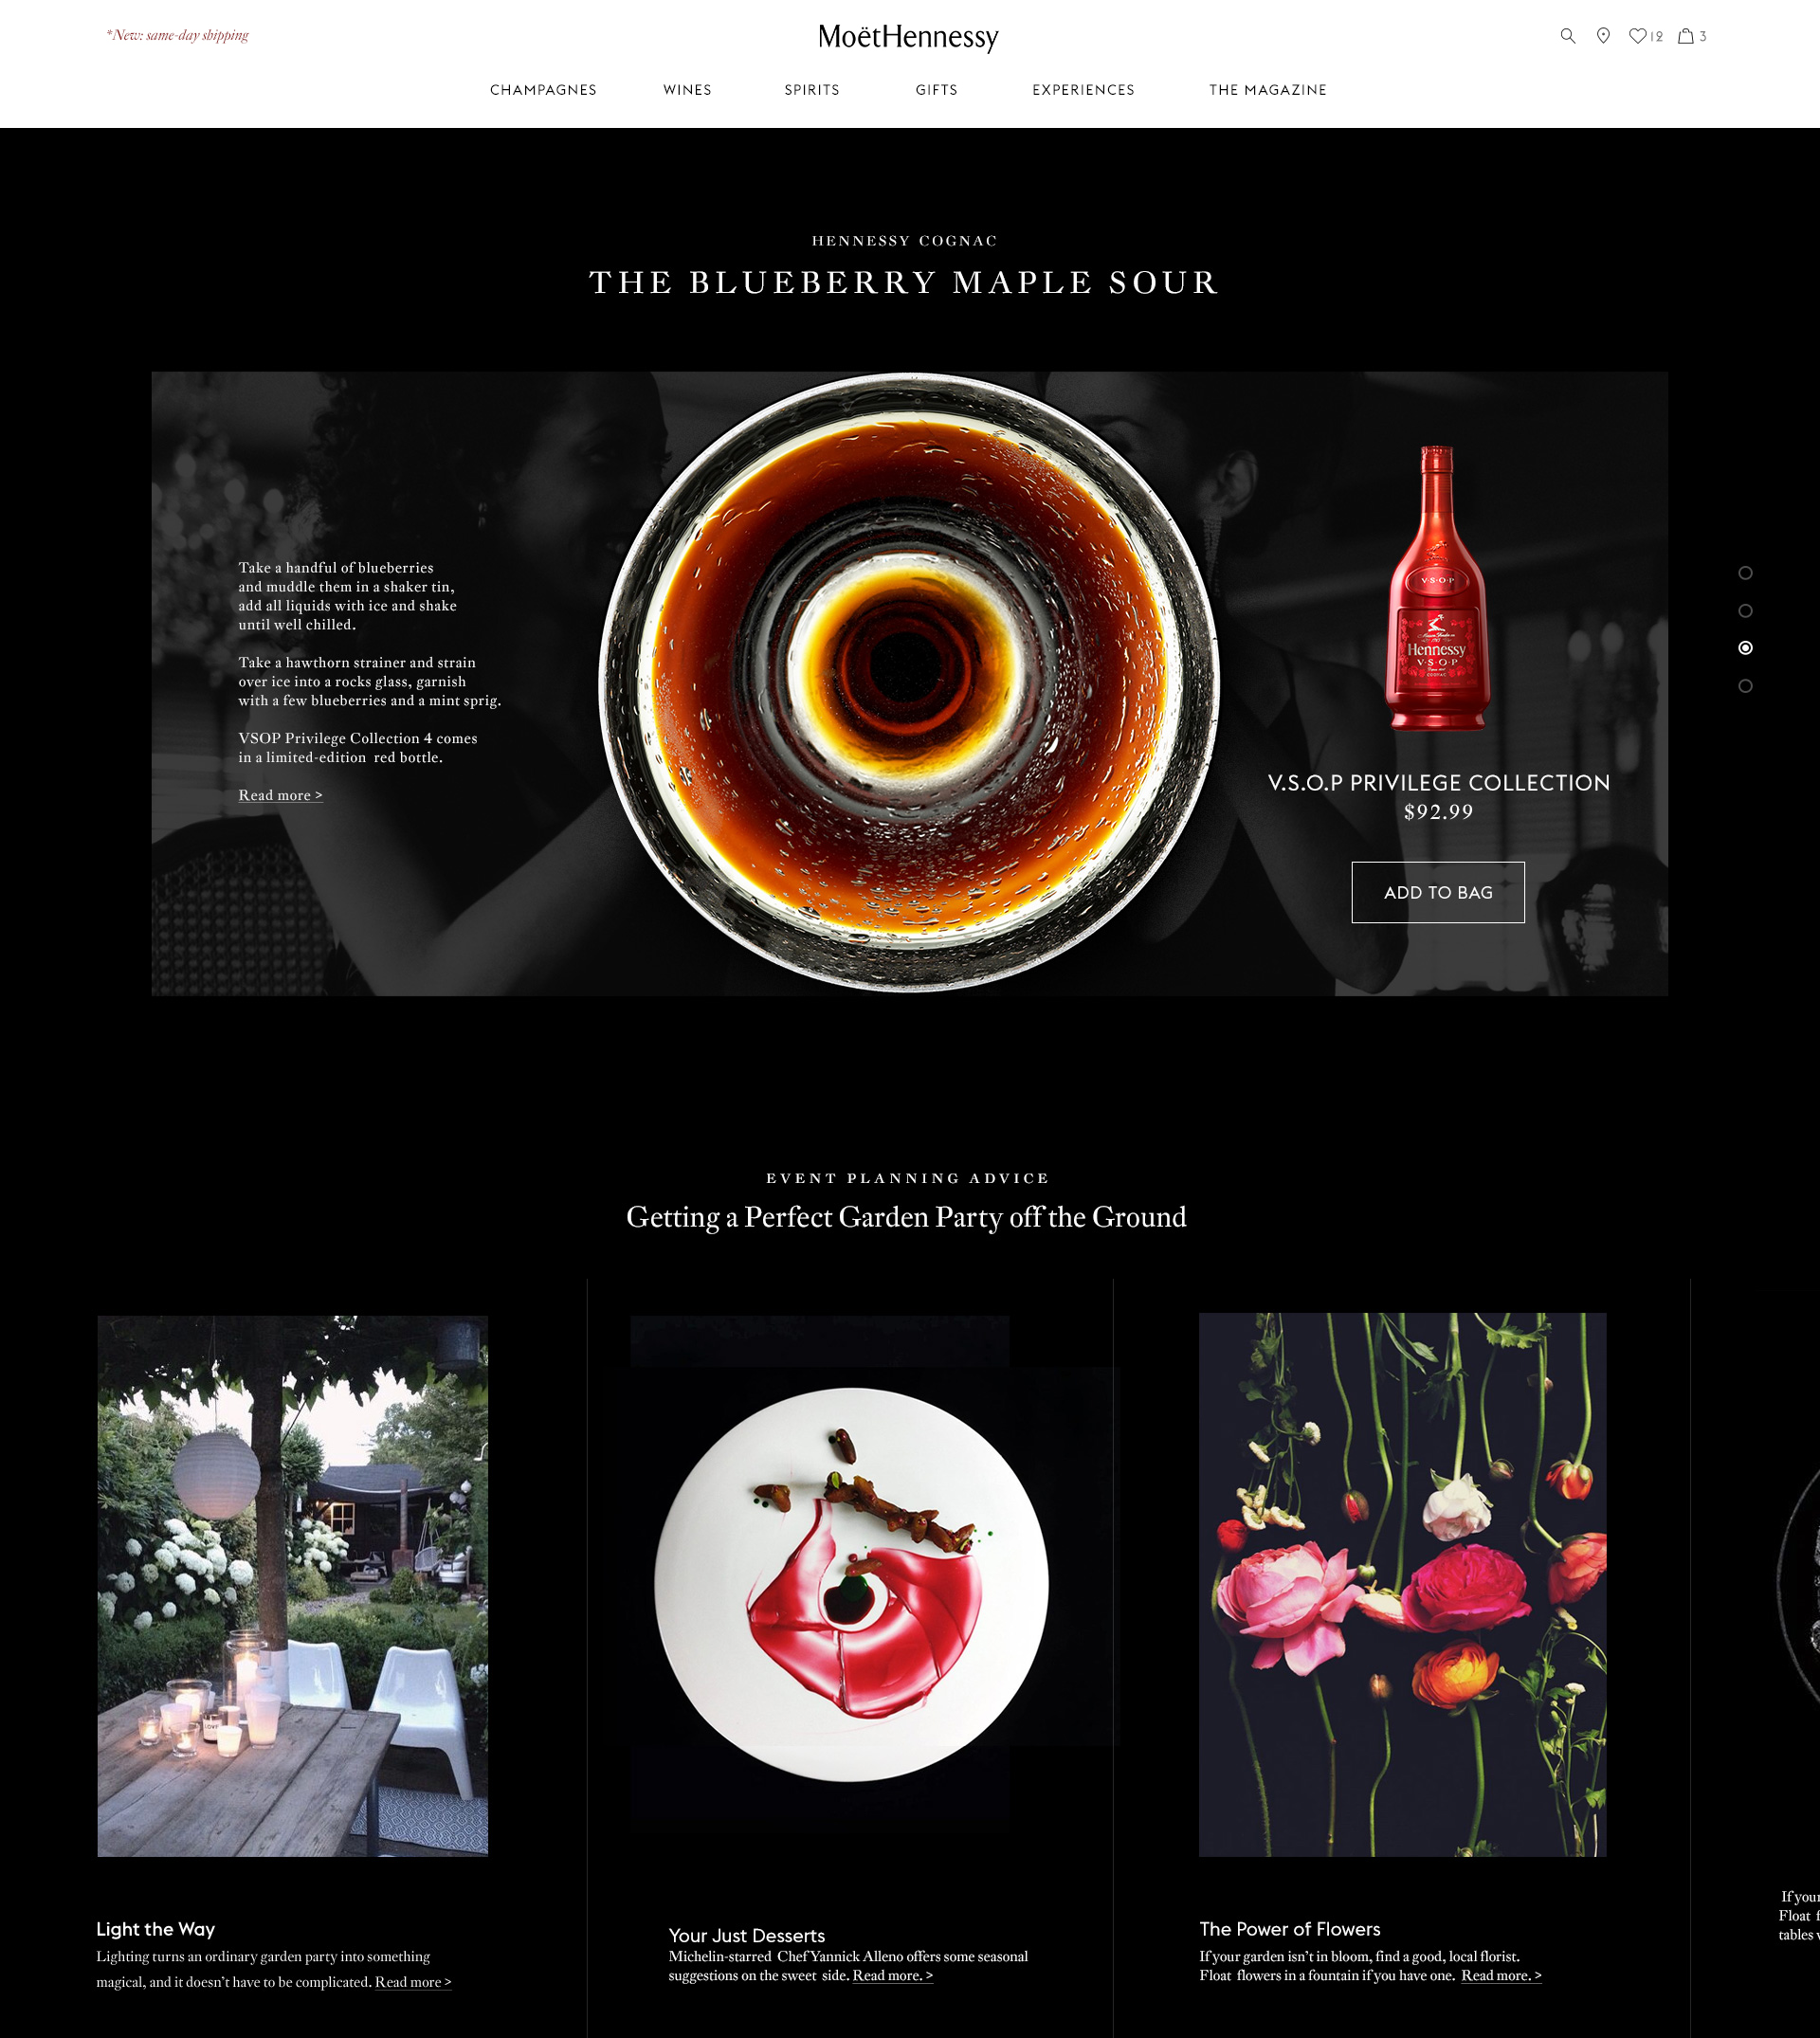 *New: same-day shipping
MoëtHennessy
12
3
CHAMPAGNES
WINES
SPIRITS
GIFTS
EXPERIENCES
THE MAGAZINE
HENNESSY COGNAC
THE BLUEBERRY MAPLE SOUR
Take a handful of blueberries
and muddle them in a shaker tin,
add all liquids with ice and shake
until well chilled.
Take a hawthorn strainer and strain
over ice into a rocks glass, garnish
with a few blueberries and a mint sprig.
VSOP Privilege Collection 4 comes
in a limited-edition red bottle.
Read more >
V·S·O·P
Hennessy
V·S·O·P
COGNAC
V.S.O.P PRIVILEGE COLLECTION
$92.99
ADD TO BAG
EVENT PLANNING ADVICE
Getting a Perfect Garden Party off the Ground
LOVE
Light the Way
Lighting turns an ordinary garden party into something
magical, and it doesn't have to be complicated. Read more >
Your Just Desserts
Michelin-starred Chef Yannick Alleno offers some seasonal
suggestions on the sweet side. Read more. >
The Power of Flowers
If your garden isn't in bloom, find a good, local florist.
Float flowers in a fountain if you have one. Read more. >
If your
Float
tables